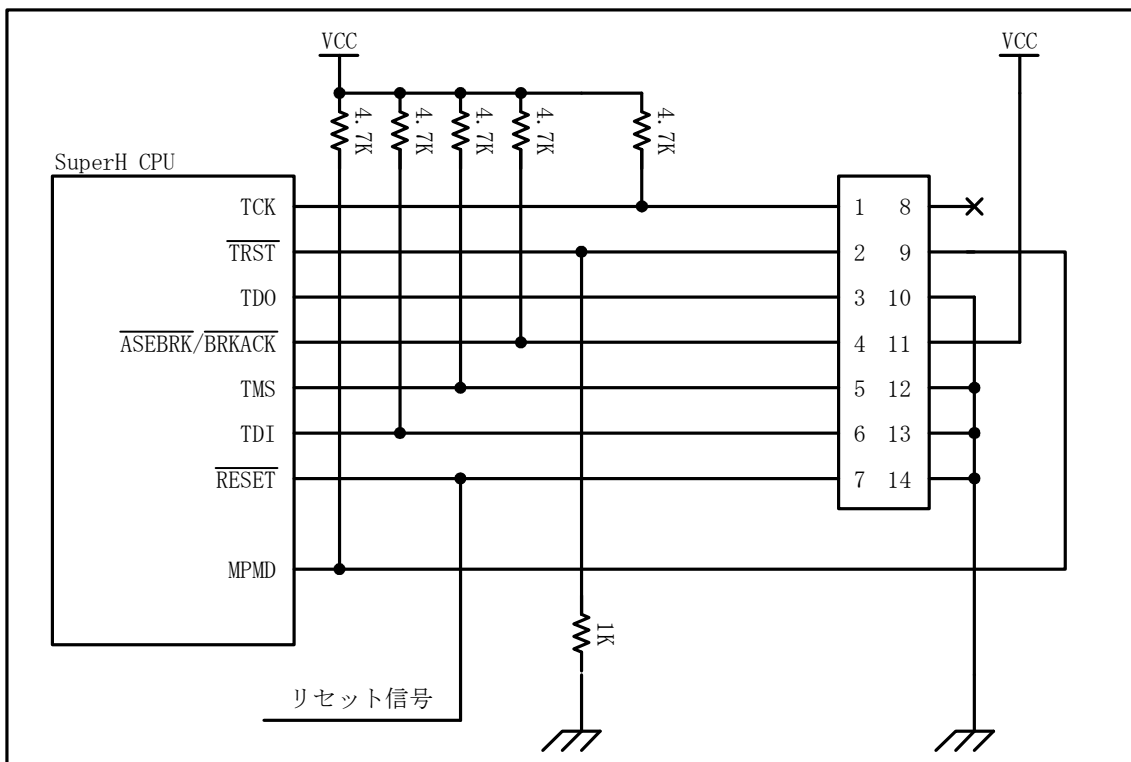 VCC
VCC
4.7K
4.7K
4.7K
4.7K
4.7K
SuperH CPU
TCK
1
8
TRST
2
9
TDO
3
10
ASEBRK/BRKACK
4
11
TMS
5
12
TDI
6
13
RESET
7
14
MPMD
1K
リセット信号